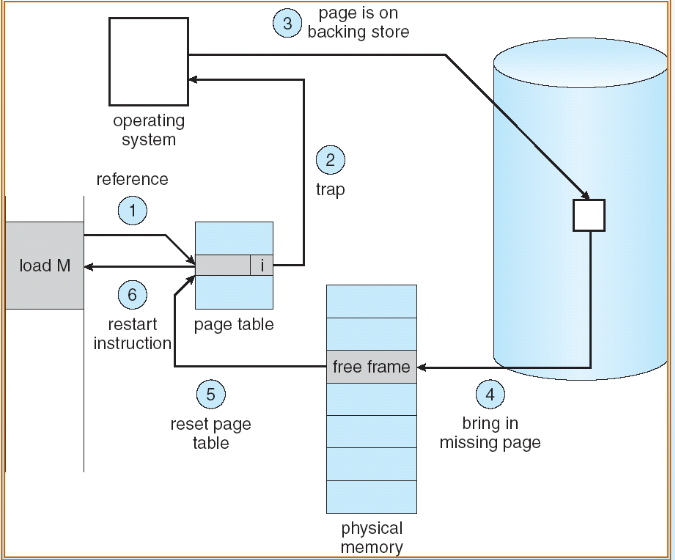 3
page is on
backing store
operating
system
2
trap
reference
1
load M
i
6
restart
instruction
page table
free frame
5
reset page
table
4
bring in
missing page
physical
memory